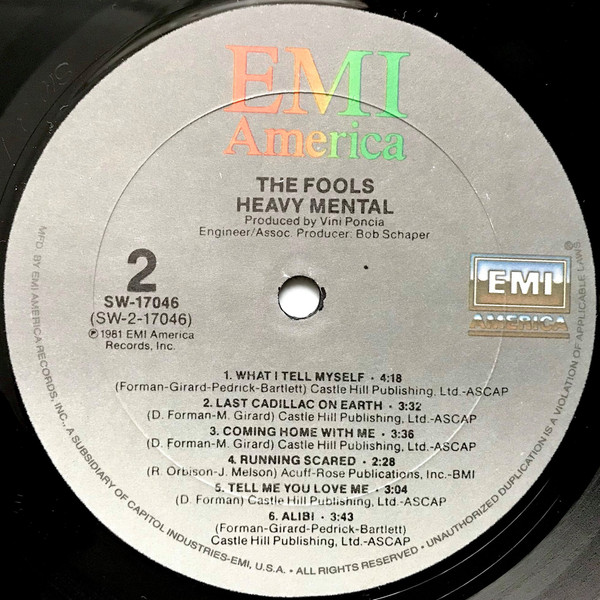 EMI
America
THE FOOLS
HEAVY MENTAL
Produced by Vini Poncia
Engineer/Assoc. Producer: Bob Schaper
2
SW-17046
(SW-2-17046)
℗1981 EMI America
Records, Inc.
EMI
AMERICA
®
1. WHAT I TELL MYSELF • 4:18
(Forman-Girard-Pedrick-Bartlett) Castle Hill Publishing, Ltd.-ASCAP
2. LAST CADILLAC ON EARTH • 3:32
(D. Forman-M. Girard) Castle Hill Publishing, Ltd.-ASCAP
3. COMING HOME WITH ME • 3:36
(D. Forman-M. Girard) Castle Hill Publishing, Ltd.-ASCAP
4. RUNNING SCARED • 2:28
(R. Orbison-J. Melson) Acuff-Rose Publications, Inc.-BMI
5. TELL ME YOU LOVE ME • 3:04
(D. Forman) Castle Hill Publishing, Ltd.-ASCAP
6. ALIBI • 3:43
(Forman-Girard-Pedrick-Bartlett)
Castle Hill Publishing, Ltd.-ASCAP
MFD. BY EMI AMERICA RECORDS, INC., A SUBSIDIARY OF CAPITOL INDUSTRIES-EMI, U.S.A. • ALL RIGHTS RESERVED • UNAUTHORIZED DUPLICATION IS A VIOLATION OF APPLICABLE LAWS